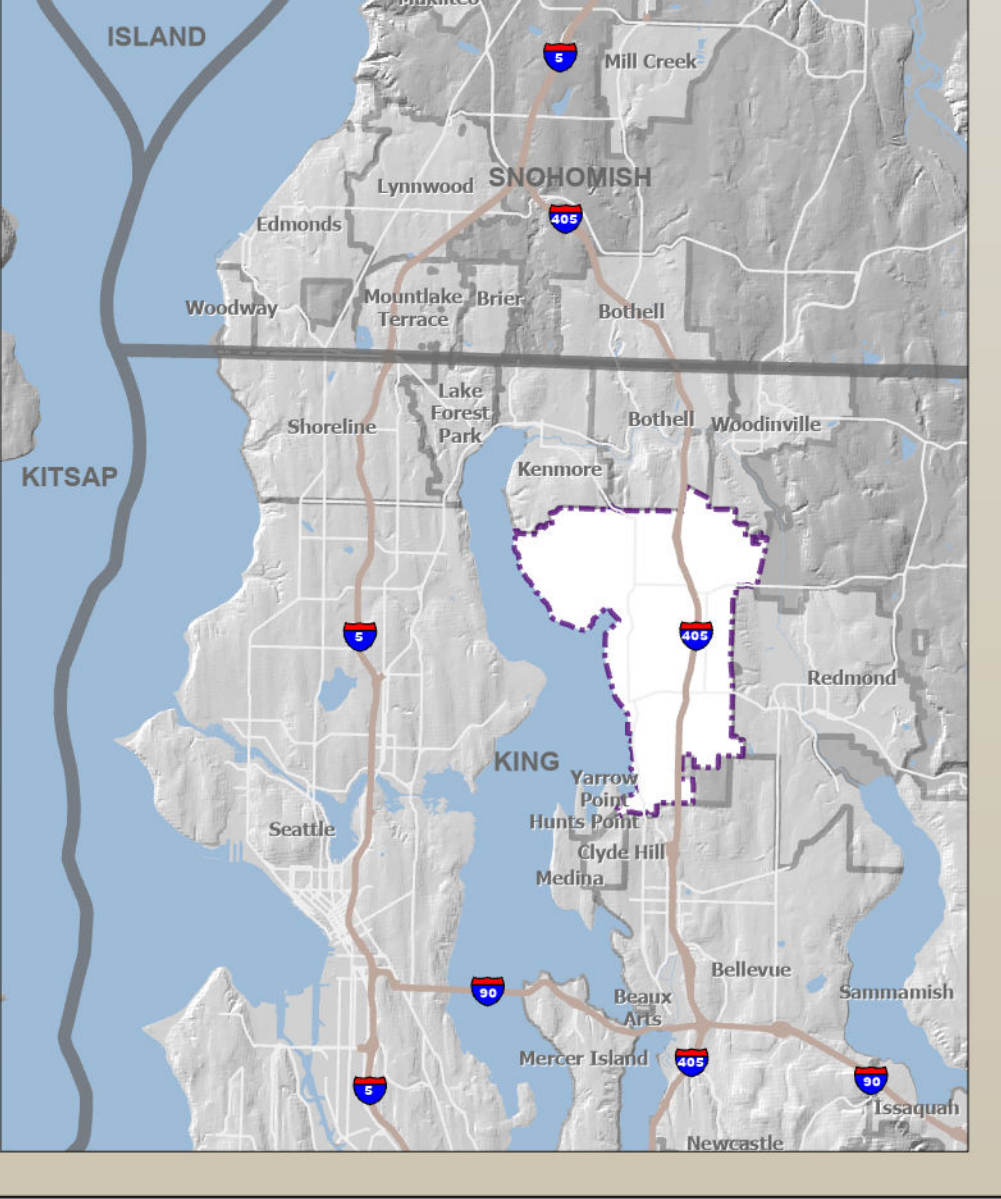 Mukilteo
ISLAND
5
Mill Creek
SNOHOMISH
Lynnwood
405
Edmonds
Mountlake
Terrace
Brier
Woodway
Bothell
Lake
Forest
Park
Shoreline
Bothell
Woodinville
KITSAP
Kenmore
5
405
Redmond
KING
Yarrow
Point
Hunts Point
Seattle
Clyde Hill
Medina
Bellevue
90
Beaux
Arts
Sammamish
Mercer Island
405
90
5
Issaquah
Newcastle